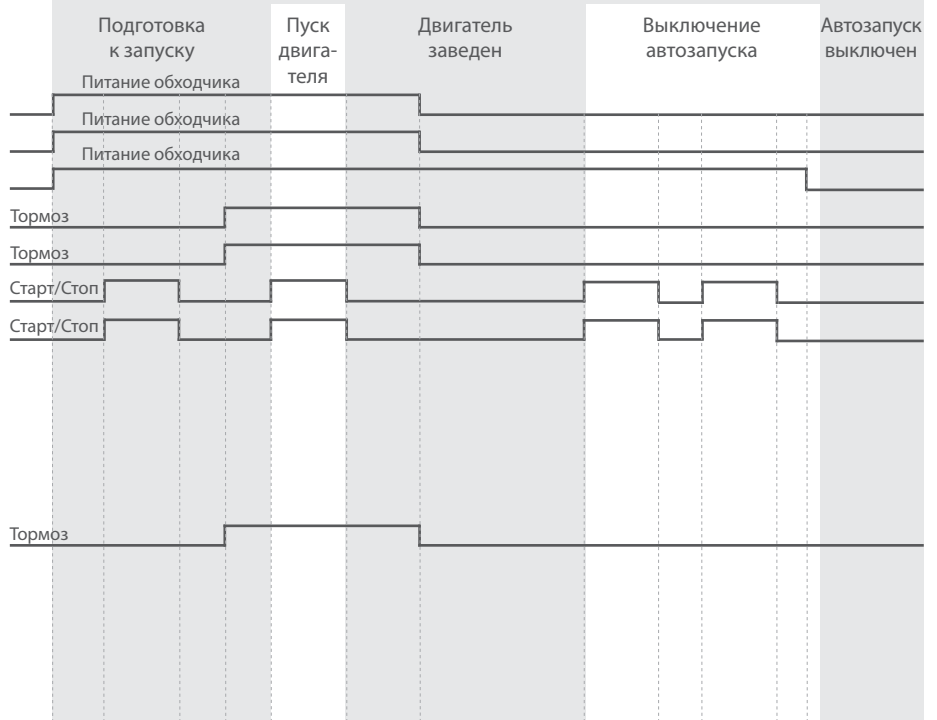 Подготовка
к запуску
Пуск
двига-
теля
Двигатель
заведен
Выключение
автозапуска
Автозапуск
выключен
Питание обходчика
Питание обходчика
Питание обходчика
Тормоз
Тормоз
Старт/Стоп
Старт/Стоп
Тормоз